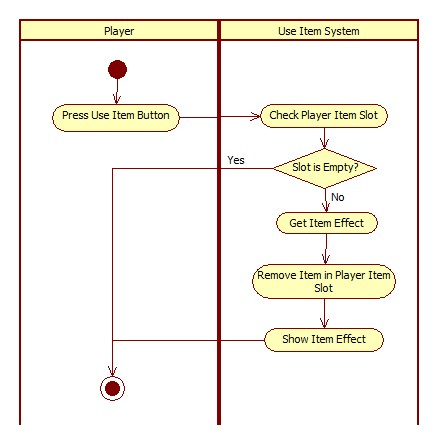 Player
Use Item System
Press Use Item Button
Check Player Item Slot
Yes
Slot is Empty?
No
Get Item Effect
Remove Item in Player Item
Slot
Show Item Effect